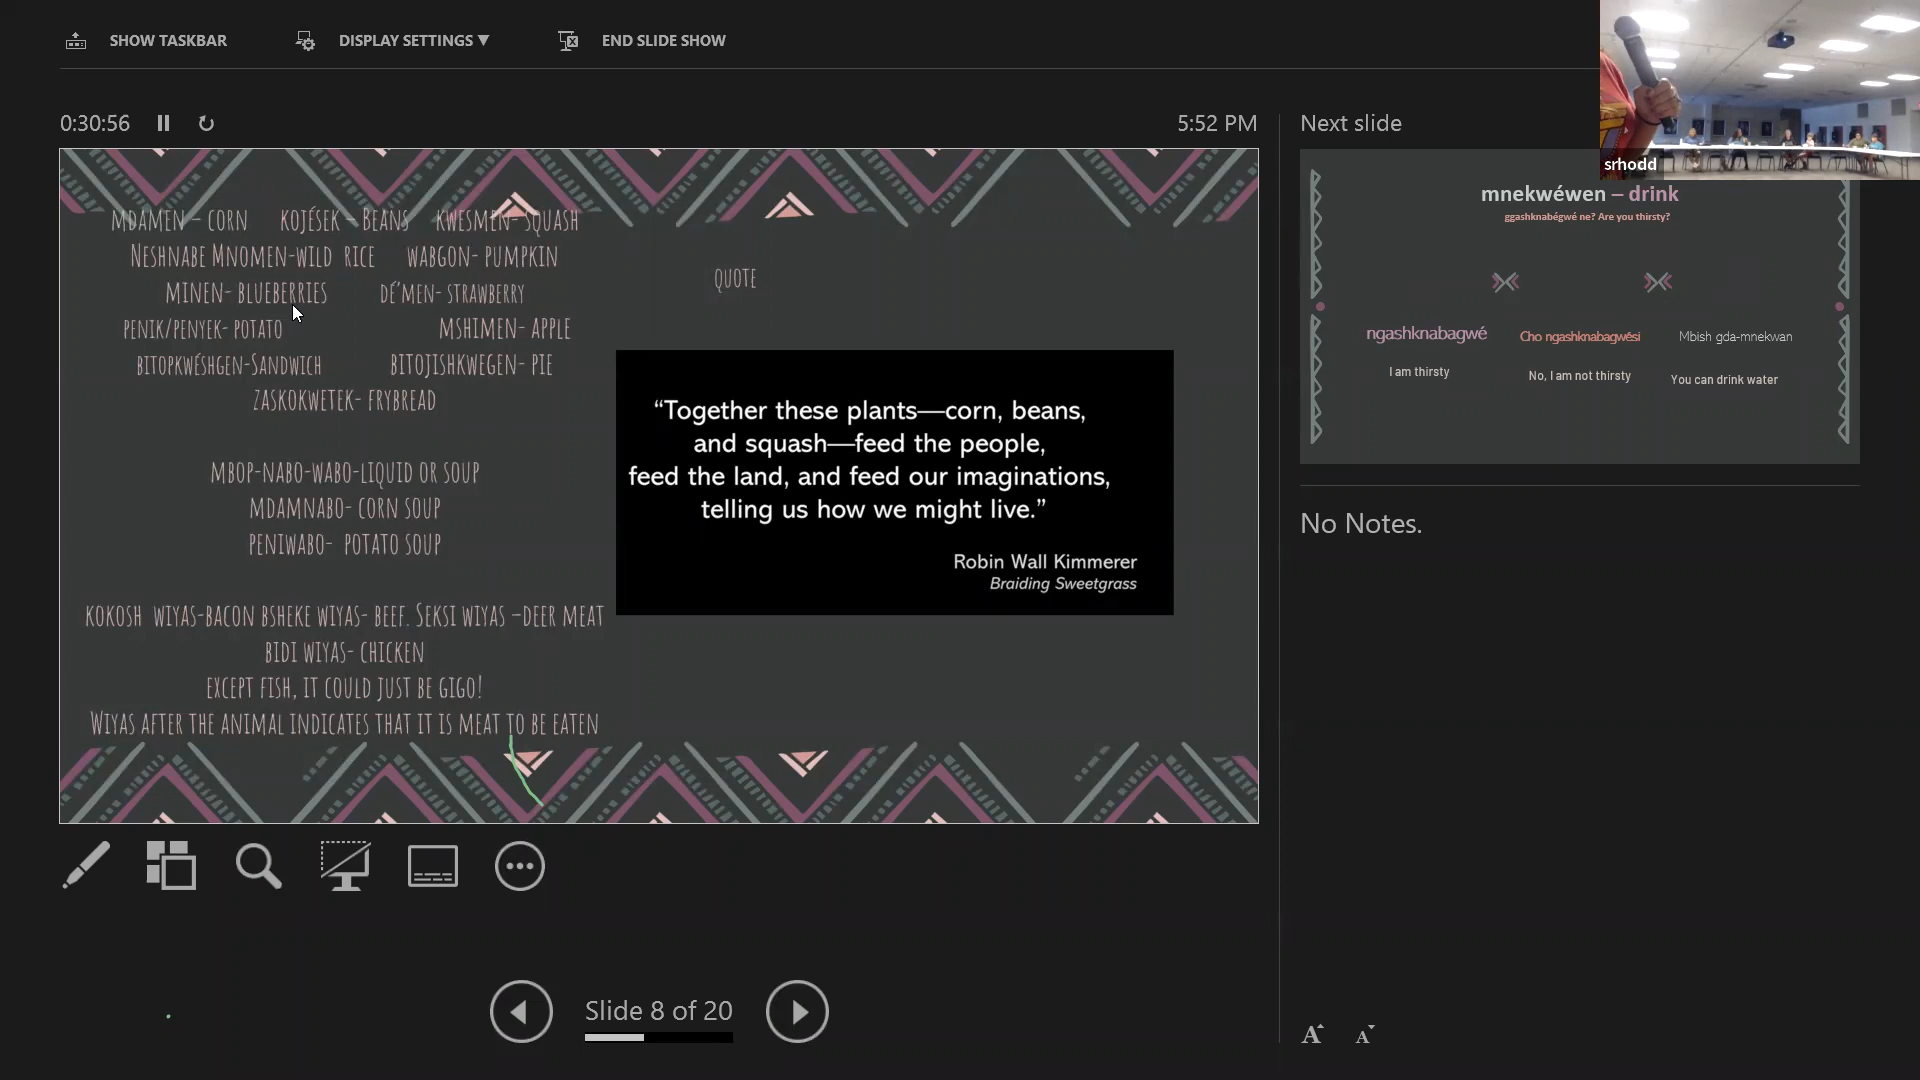 SHOW TASKBAR
DISPLAY SETTINGS ▼
END SLIDE SHOW
0:30:56
5:52 PM
Next slide
srhodd
MDAMEN – CORN KOJÉSEK – BEANS KWESMEN- SQUASH
NESHNABE MNOMEN-WILD RICE WABGON- PUMPKIN
MINEN- BLUEBERRIES DÉ’MEN- STRAWBERRY
PENIK/PENYEK- POTATO MSHIMEN- APPLE
BITOPKWÉSHGEN-SANDWICH BITOJISHKWEGEN- PIE
ZASKOKWETEK- FRYBREAD
MBOP-NABO-WABO-LIQUID OR SOUP
MDAMNABO- CORN SOUP
PENIWABO- POTATO SOUP
KOKOSH WIYAS-BACON BSHEKE WIYAS- BEEF. SEKSI WIYAS –DEER MEAT
BIDI WIYAS- CHICKEN
EXCEPT FISH, IT COULD JUST BE GIGO!
WIYAS AFTER THE ANIMAL INDICATES THAT IT IS MEAT TO BE EATEN
QUOTE
“Together these plants—corn, beans,
and squash—feed the people,
feed the land, and feed our imaginations,
telling us how we might live.”
Robin Wall Kimmerer
Braiding Sweetgrass
mnekwéwen – drink
ggashknabégwé ne? Are you thirsty?
ngashknabagwé
I am thirsty
Cho ngashknabagwési
No, I am not thirsty
Mbish gda-mnekwan
You can drink water
No Notes.
Slide 8 of 20
A A